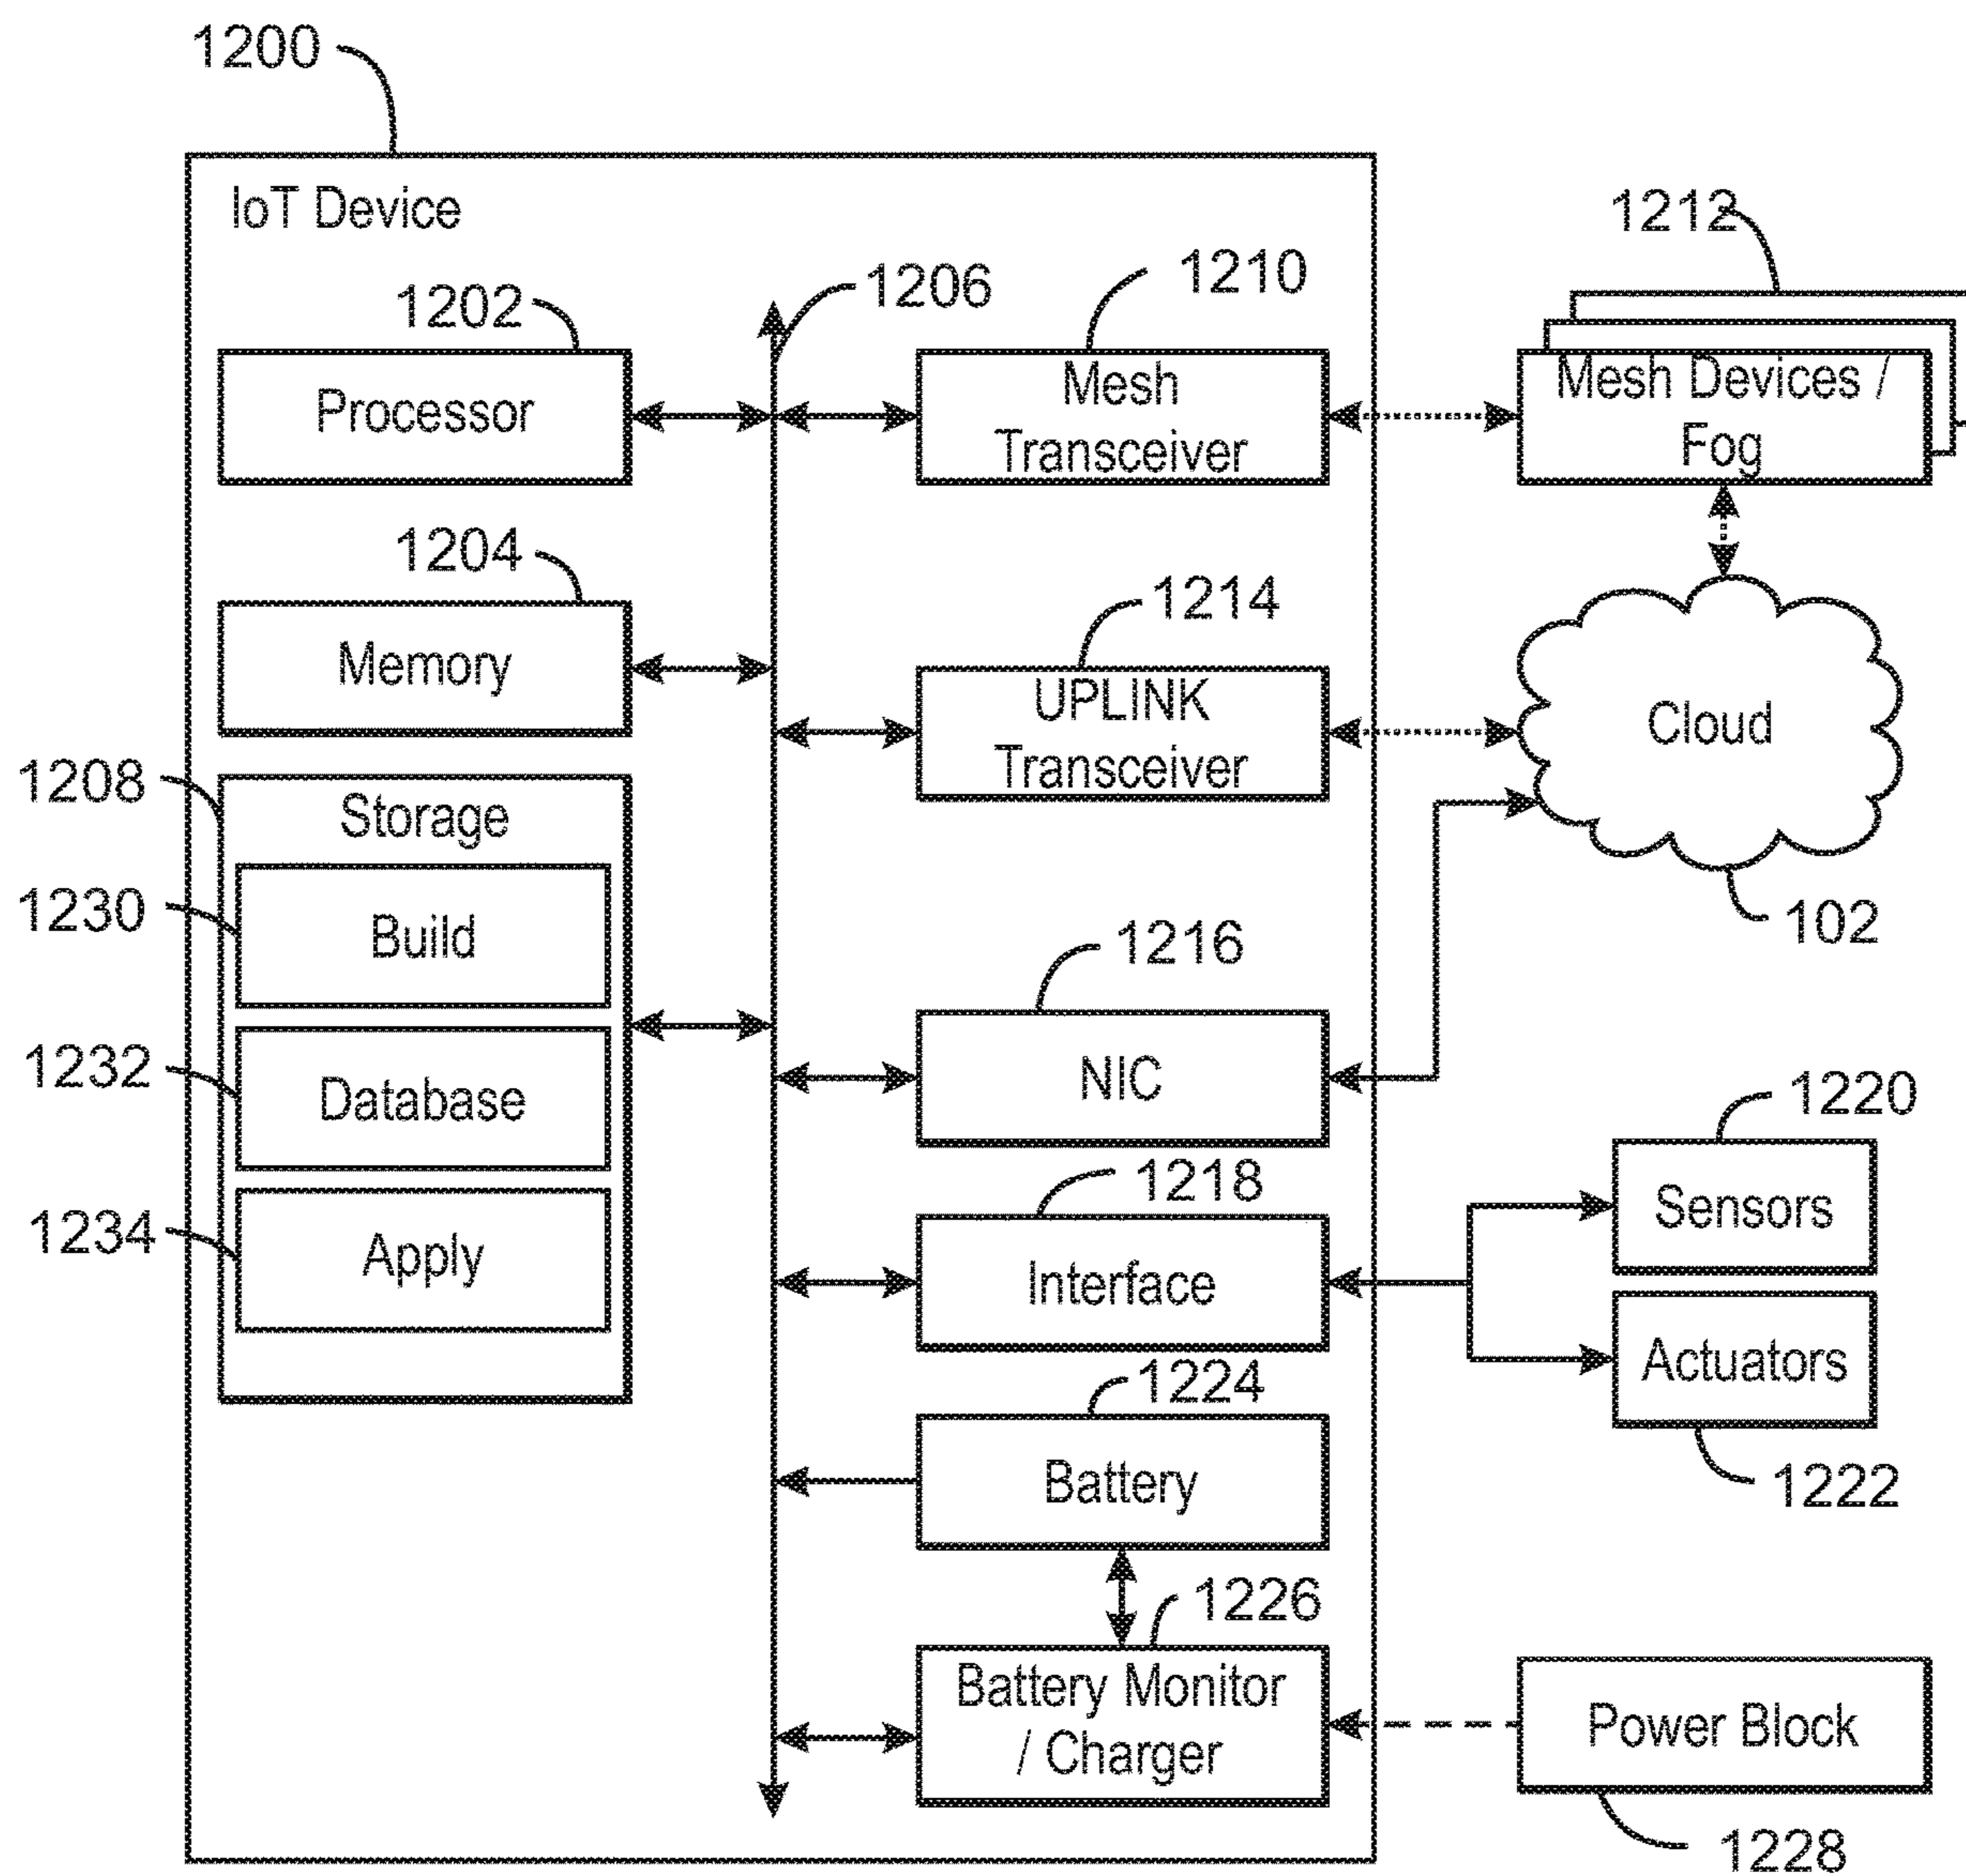 1200
IoT Device
1212
1206
1210
1202
Processor
Mesh
Transceiver
Mesh Devices /
Fog
1204
Memory
1214
UPLINK
Transceiver
Cloud
102
1208
Storage
1230
Build
1216
NIC
1232
Database
1220
Sensors
1218
Interface
1234
Apply
Actuators
1222
1224
Battery
1226
Battery Monitor
/ Charger
Power Block
1228